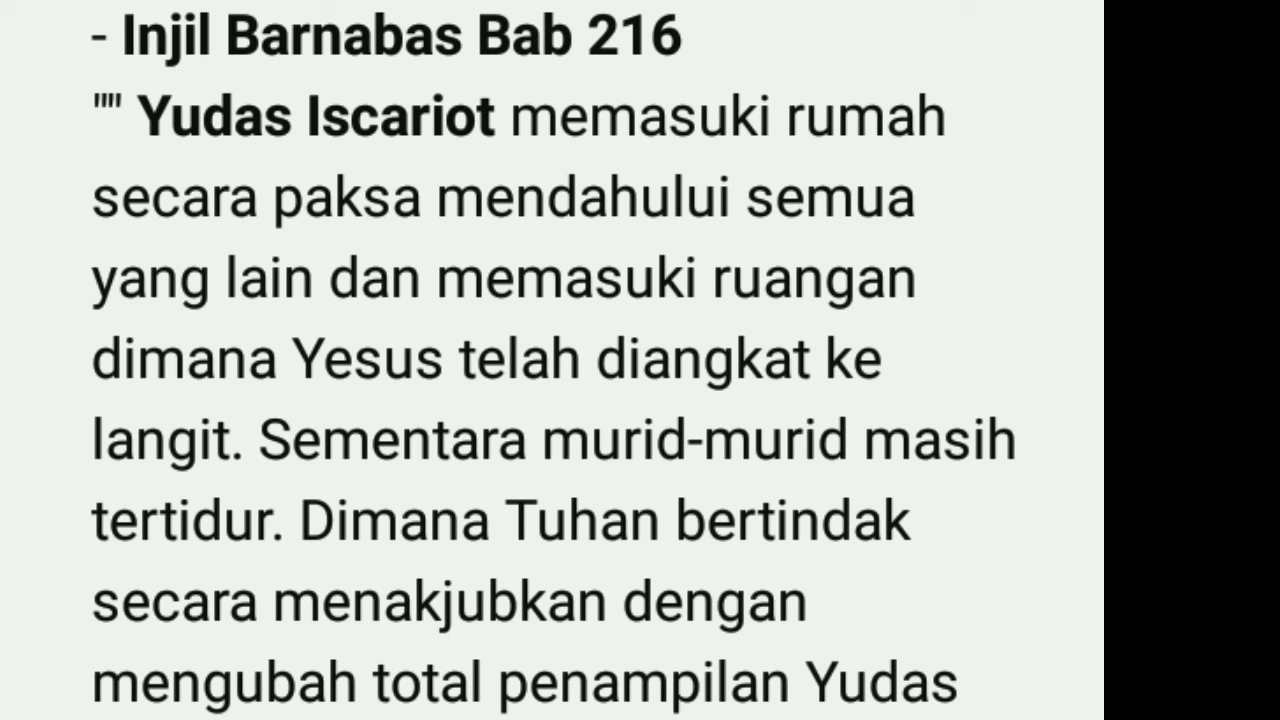 - Injil Barnabas Bab 216
"" Yudas Iscariot memasuki rumah
secara paksa mendahului semua
yang lain dan memasuki ruangan
dimana Yesus telah diangkat ke
langit. Sementara murid-murid masih
tertidur. Dimana Tuhan bertindak
secara menakjubkan dengan
mengubah total penampilan Yudas